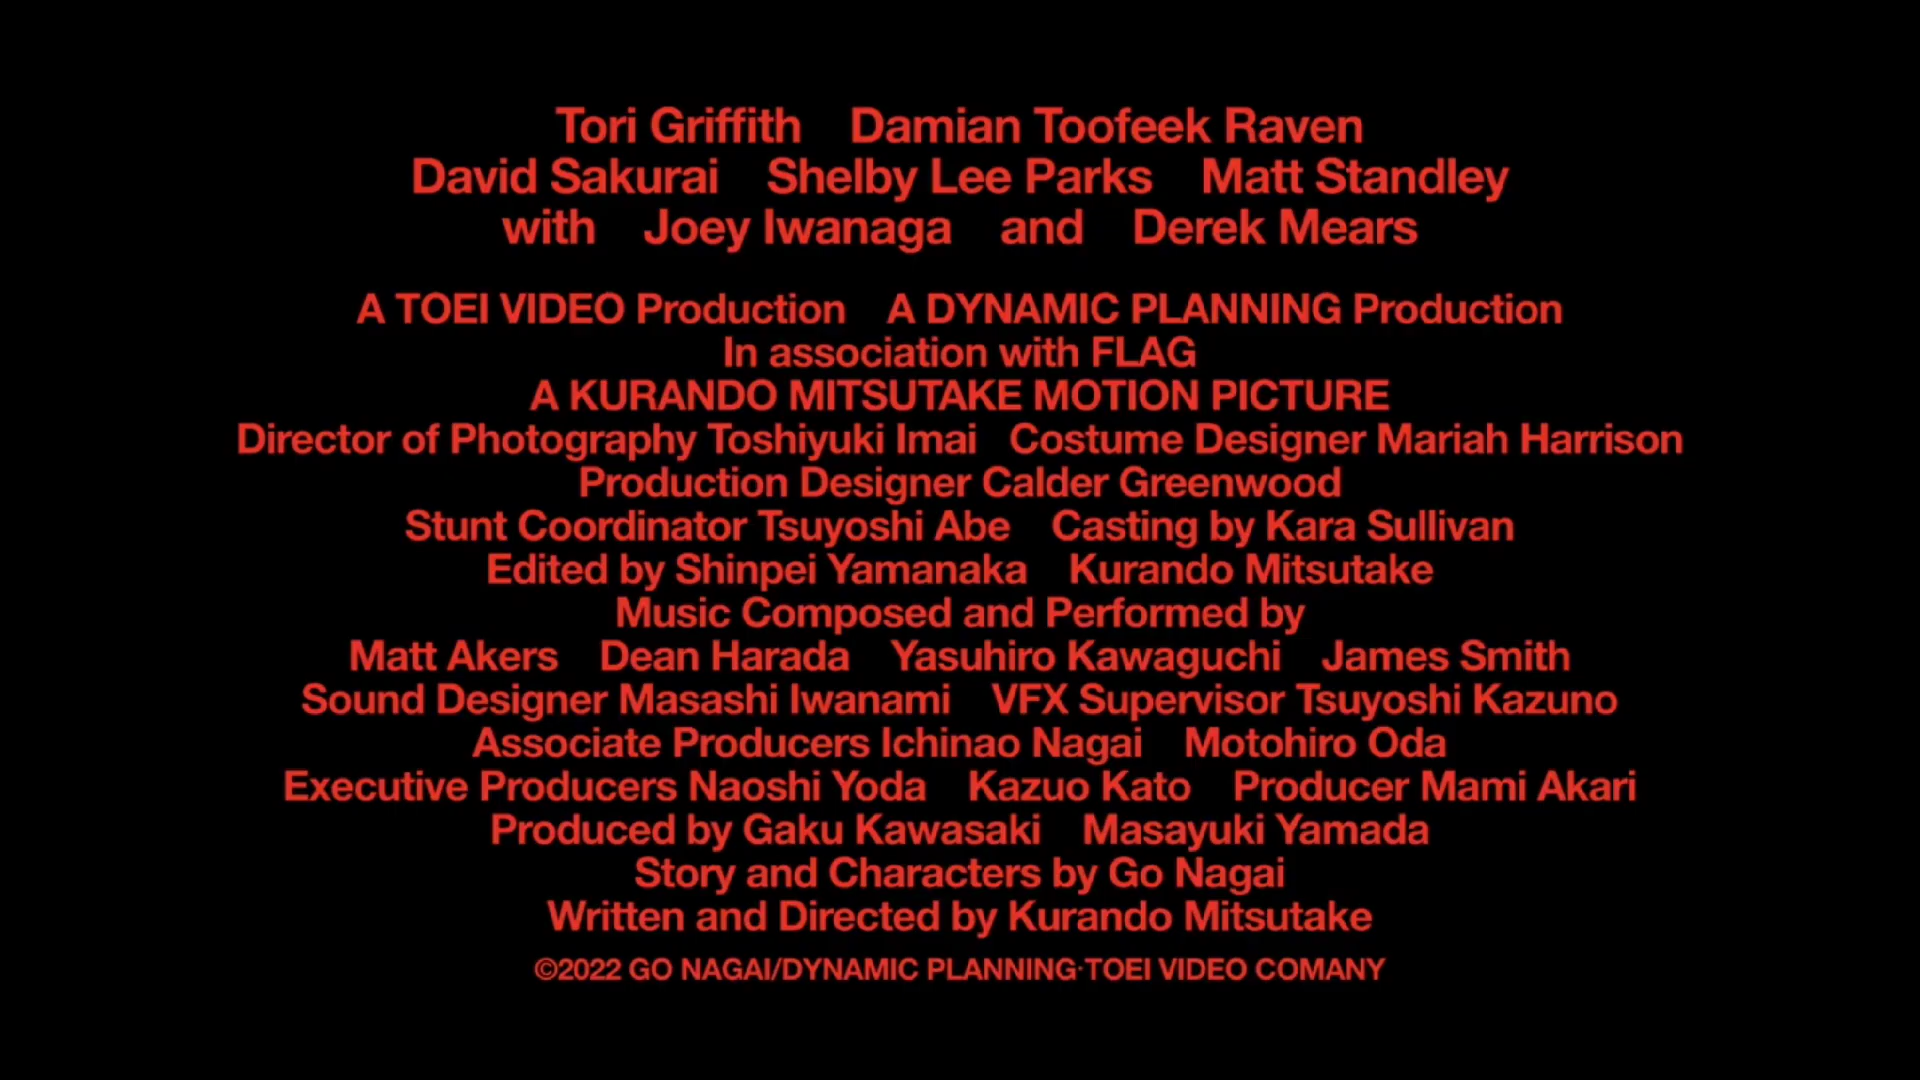 Tori Griffith Damian Toofeek Raven
David Sakurai Shelby Lee Parks Matt Standley
with Joey Iwanaga and Derek Mears
A TOEI VIDEO Production A DYNAMIC PLANNING Production
In association with FLAG
A KURANDO MITSUTAKE MOTION PICTURE
Director of Photography Toshiyuki Imai Costume Designer Mariah Harrison
Production Designer Calder Greenwood
Stunt Coordinator Tsuyoshi Abe Casting by Kara Sullivan
Edited by Shinpei Yamanaka Kurando Mitsutake
Music Composed and Performed by
Matt Akers Dean Harada Yasuhiro Kawaguchi James Smith
Sound Designer Masashi Iwanami VFX Supervisor Tsuyoshi Kazuno
Associate Producers Ichinao Nagai Motohiro Oda
Executive Producers Naoshi Yoda Kazuo Kato Producer Mami Akari
Produced by Gaku Kawasaki Masayuki Yamada
Story and Characters by Go Nagai
Written and Directed by Kurando Mitsutake
©2022 GO NAGAI/DYNAMIC PLANNING·TOEI VIDEO COMANY